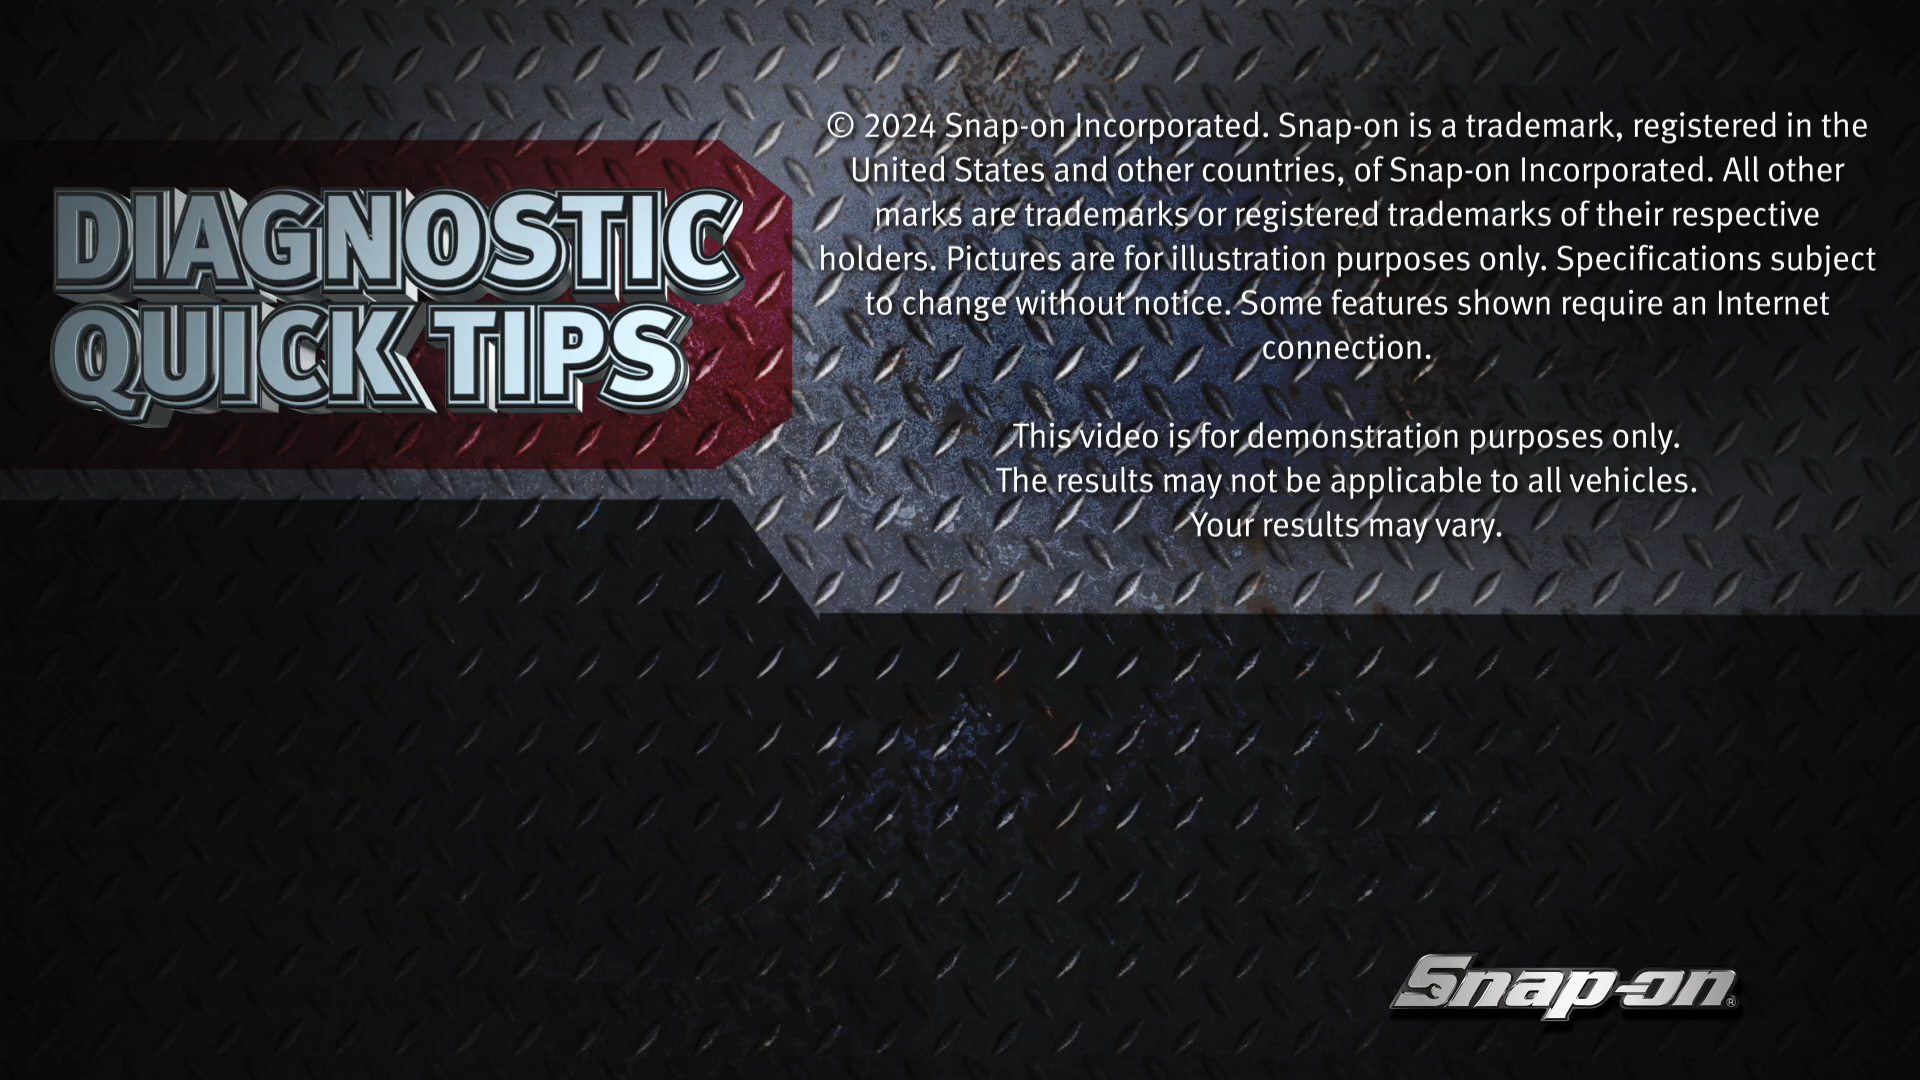 DIAGNOSTIC
QUICK TIPS
© 2024 Snap-on Incorporated. Snap-on is a trademark, registered in the
United States and other countries, of Snap-on Incorporated. All other
marks are trademarks or registered trademarks of their respective
holders. Pictures are for illustration purposes only. Specifications subject
to change without notice. Some features shown require an Internet
connection.
This video is for demonstration purposes only.
The results may not be applicable to all vehicles.
Your results may vary.
Snap-on®